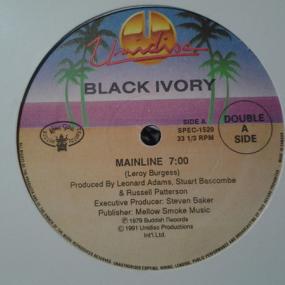 Unidisc
BLACK IVORY
SIDE A
SPEC-1529
33 1/3 RPM
DOUBLE
A
SIDE
MAINLINE 7:00
(Leroy Burgess)
Produced By Leonard Adams, Stuart Bascombe
& Russell Patterson
Executive Producer: Steven Baker
Publisher: Mellow Smoke Music
℗ 1979 Buddah Records
© 1991 Unidisc Productions
Int'l Ltd.